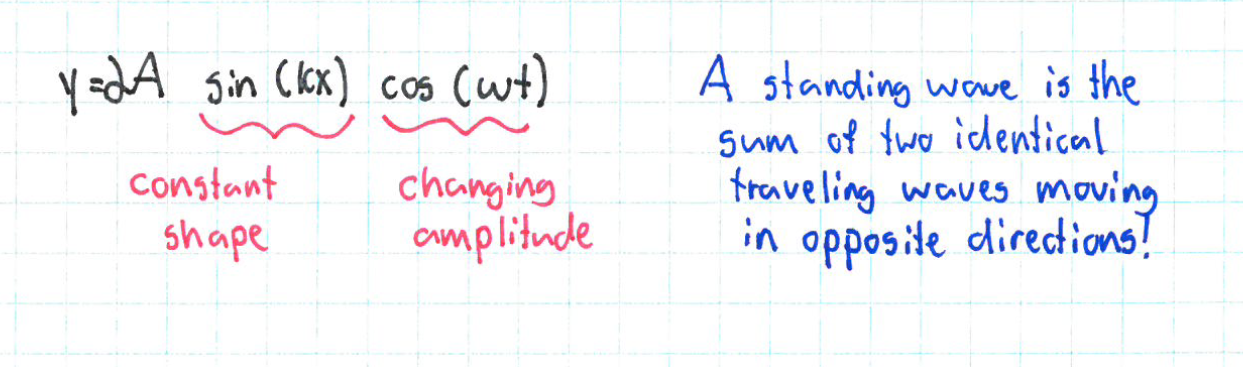 y=2A sin (kx) cos (ωt)
constant
shape
changing
amplitude
A standing wave is the
sum of two identical
traveling waves moving
in opposite directions!